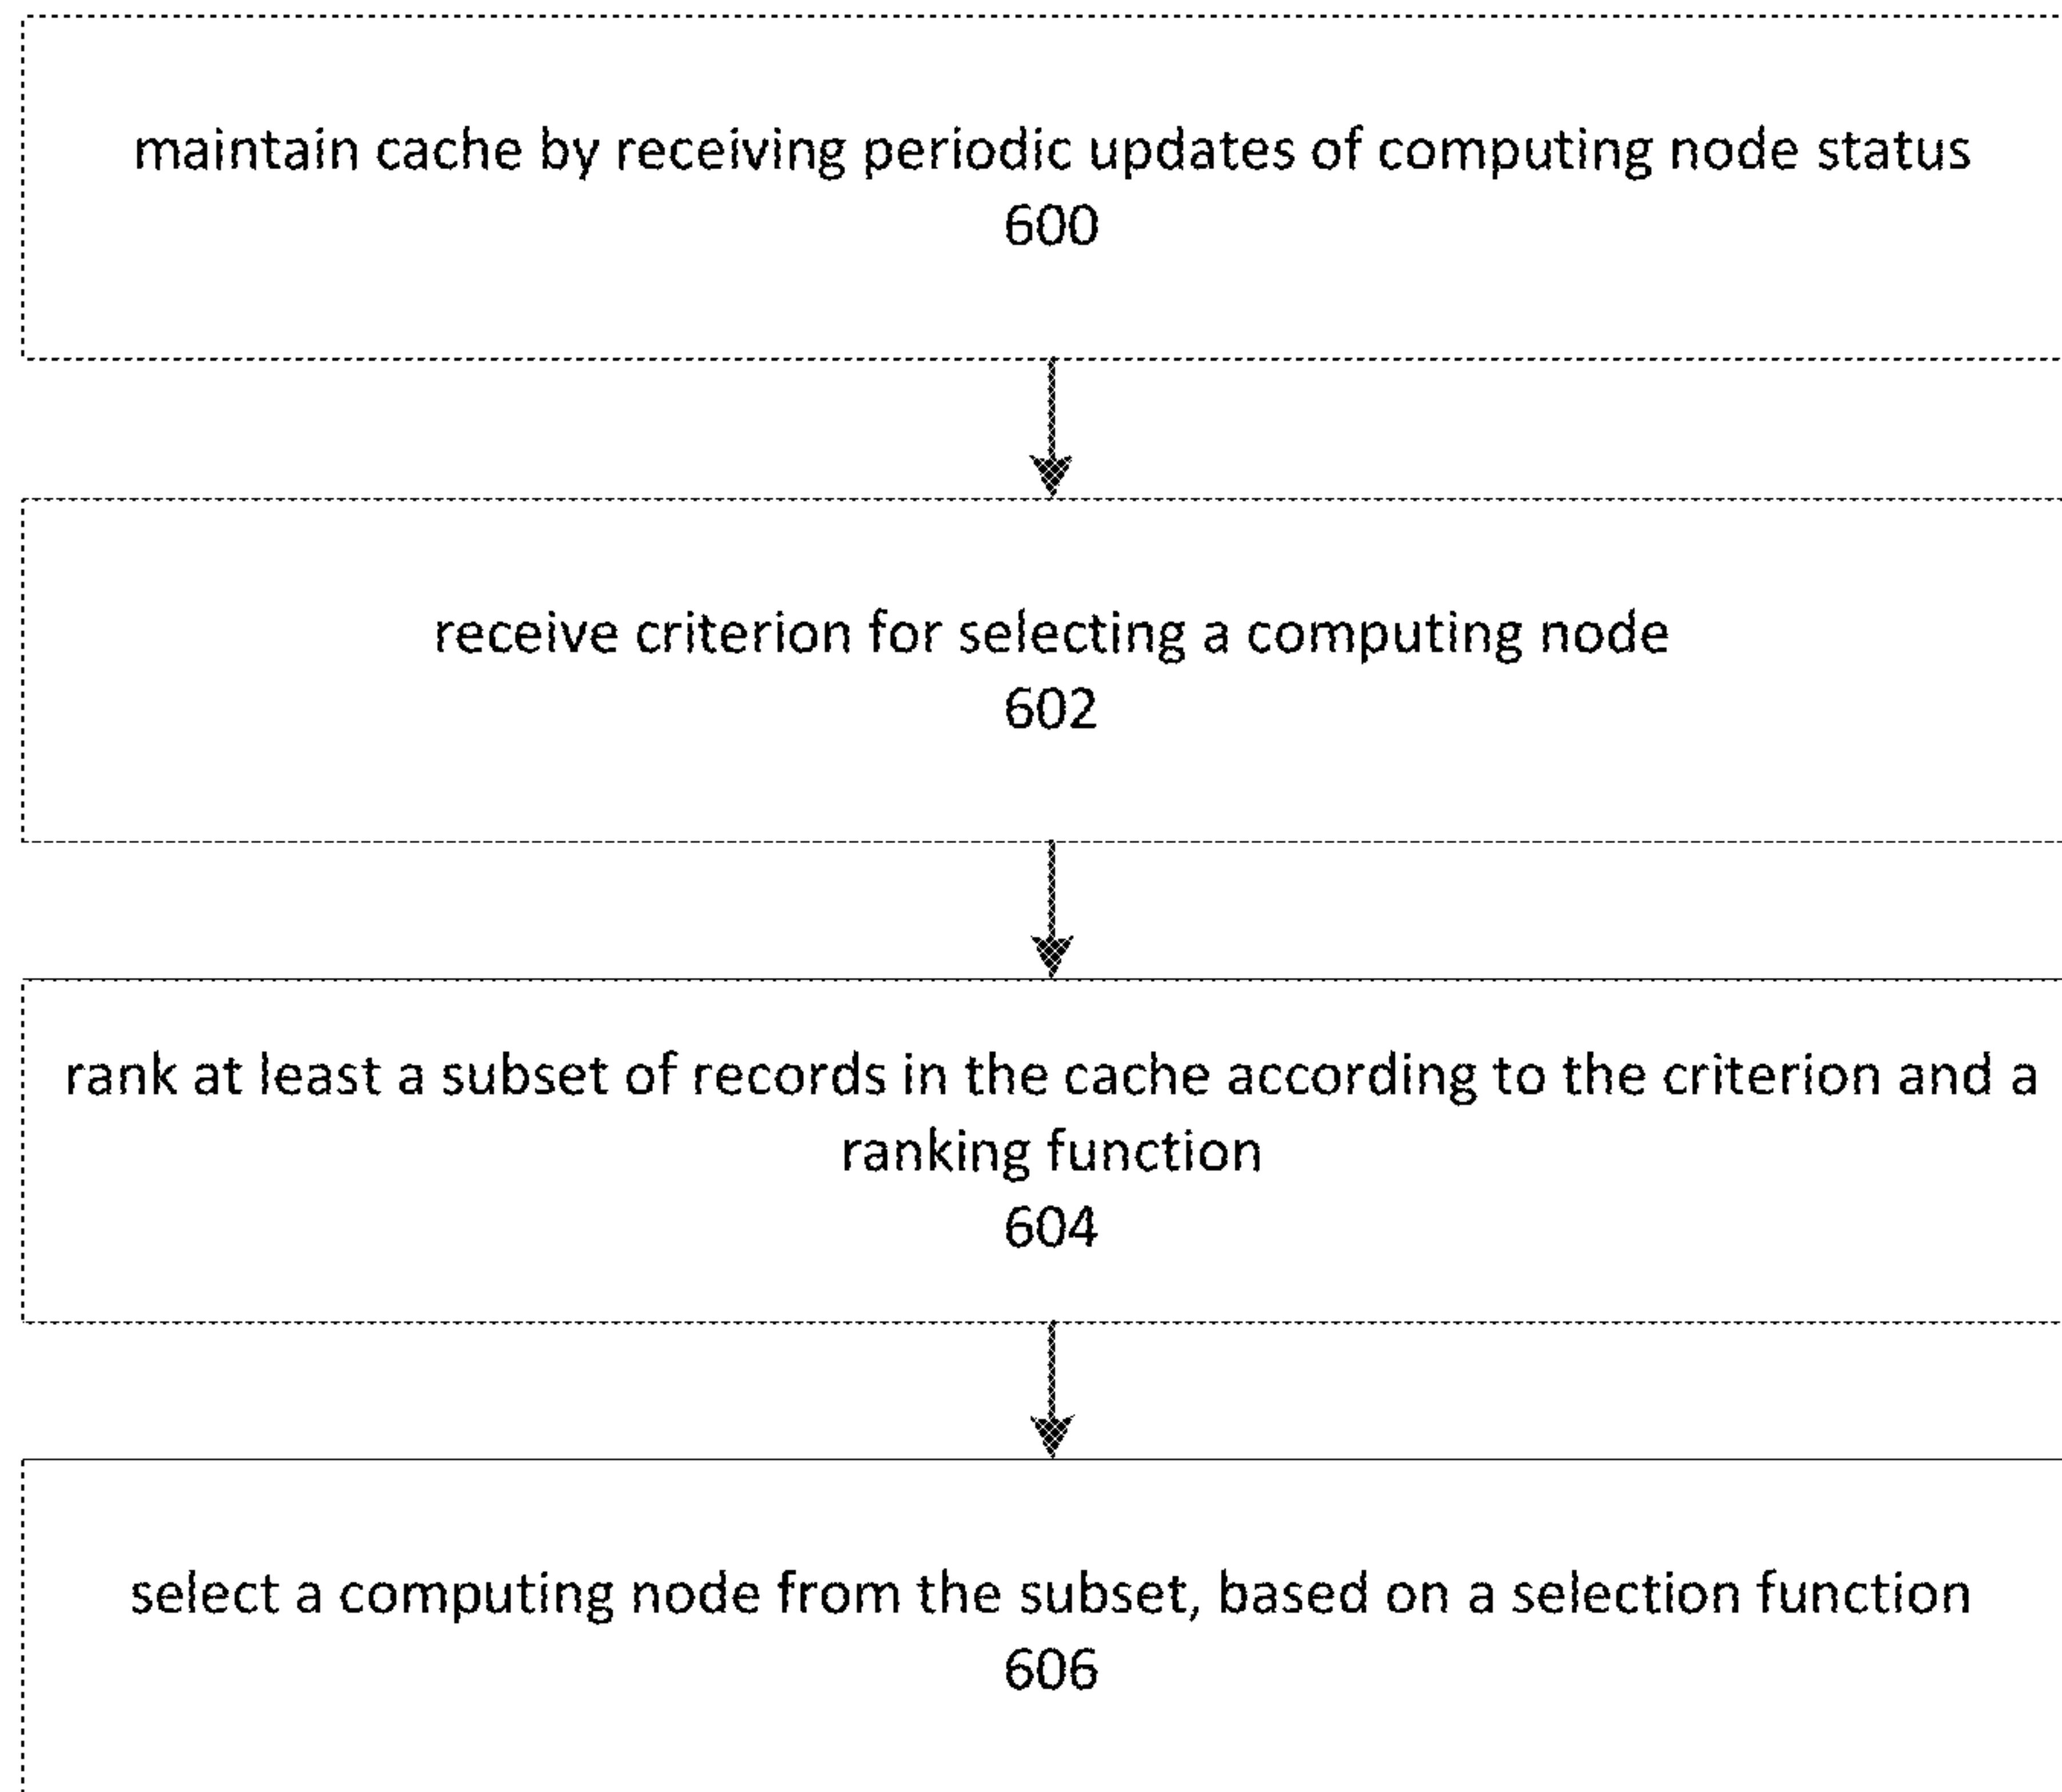 maintain cache by receiving periodic updates of computing node status
600
receive criterion for selecting a computing node
602
rank at least a subset of records in the cache according to the criterion and a
ranking function
604
select a computing node from the subset, based on a selection function
606